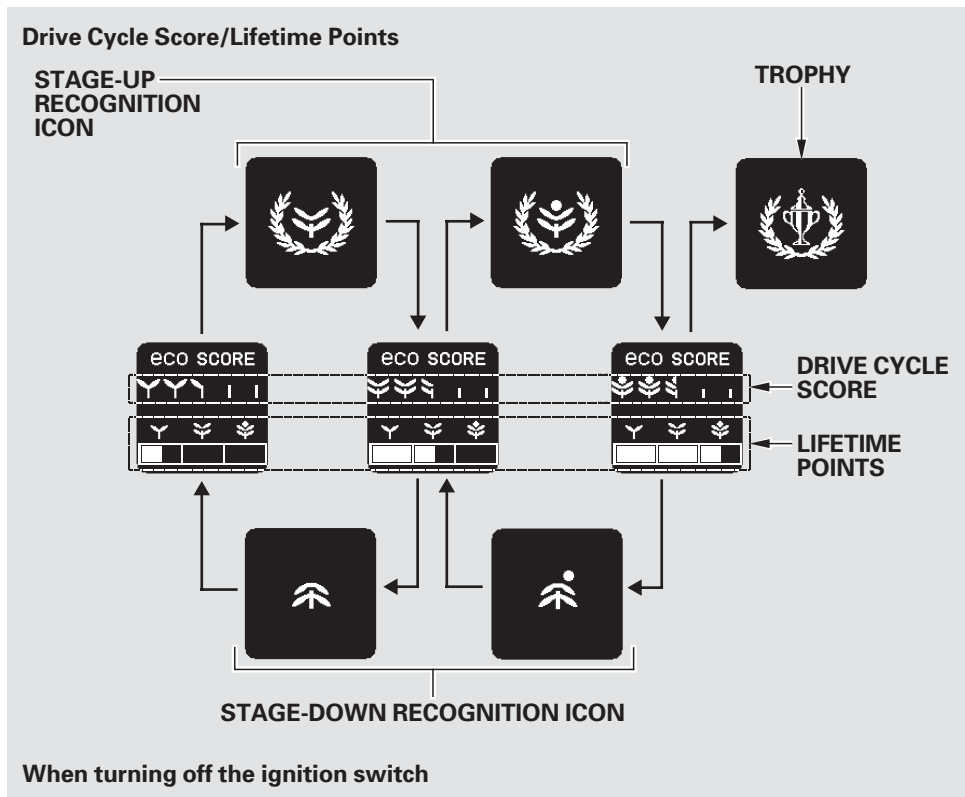 Drive Cycle Score/Lifetime Points
STAGE-UP
RECOGNITION
ICON
TROPHY
eco SCORE
eco SCORE
eco SCORE
DRIVE CYCLE
SCORE
LIFETIME
POINTS
STAGE-DOWN RECOGNITION ICON
When turning off the ignition switch